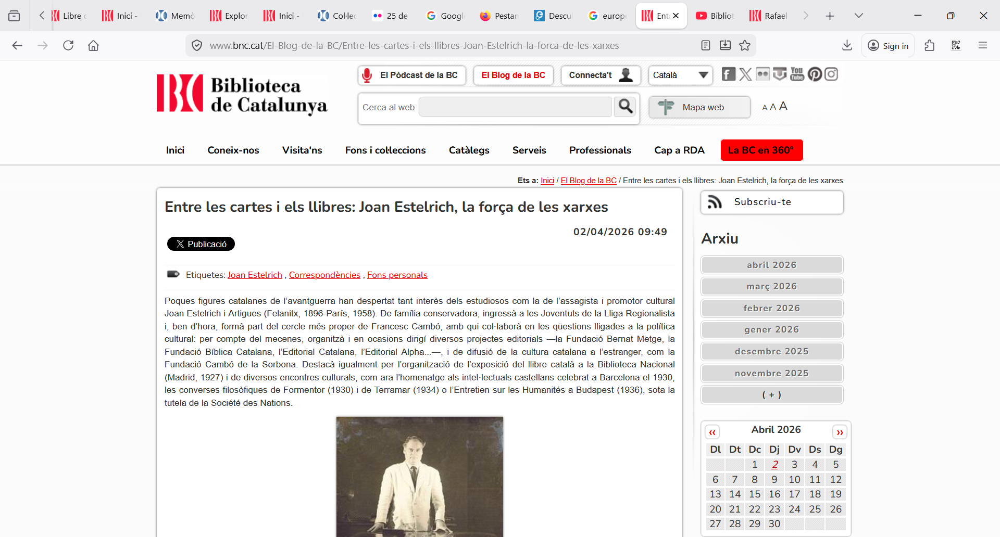 Libre
Inici -
Memò
Explor
Inici -
Col·lec
25 de
Googl
Pestan
Descu
europ
Ent
Bibliot
Rafael
www.bnc.cat/El-Blog-de-la-BC/Entre-les-cartes-i-els-llibres-Joan-Estelrich-la-forca-de-les-xarxes
Sign in
Biblioteca
de Catalunya
El Pòdcast de la BC
El Blog de la BC
Connecta't
Català
You
Tube
Cerca al web
Mapa web
A A A
Inici
Coneix-nos
Visita'ns
Fons i col·leccions
Catàlegs
Serveis
Professionals
Cap a RDA
La BC en 360º
Ets a: Inici / El Blog de la BC / Entre les cartes i els llibres: Joan Estelrich, la força de les xarxes
Entre les cartes i els llibres: Joan Estelrich, la força de les xarxes
02/04/2026 09:49
Publicació
Etiquetes: Joan Estelrich , Correspondències , Fons personals
Poques figures catalanes de l’avantguerra han despertat tant interès dels estudiosos com la de l’assagista i promotor cultural
Joan Estelrich i Artigues (Felanitx, 1896-París, 1958). De família conservadora, ingressà a les Joventuts de la Lliga Regionalista
i, ben d’hora, formà part del cercle més proper de Francesc Cambó, amb qui col·laborà en les qüestions lligades a la política
cultural: per compte del mecenes, organitzà i en ocasions dirigí diversos projectes editorials —la Fundació Bernat Metge, la
Fundació Bíblica Catalana, l’Editorial Catalana, l’Editorial Alpha...—, i de difusió de la cultura catalana a l’estranger, com la
Fundació Cambó de la Sorbona. Destacà igualment per l’organització de l’exposició del llibre català a la Biblioteca Nacional
(Madrid, 1927) i de diversos encontres culturals, com ara l’homenatge als intel·lectuals castellans celebrat a Barcelona el 1930,
les converses filosòfiques de Formentor (1930) i de Terramar (1934) o l’Entretien sur les Humanités a Budapest (1936), sota la
tutela de la Société des Nations.
Subscriu-te
Arxiu
abril 2026
març 2026
febrer 2026
gener 2026
desembre 2025
novembre 2025
( + )
‹‹ Abril 2026 ››
Dl Dt Dc Dj Dv Ds Dg
1 2 3 4 5
6 7 8 9 10 11 12
13 14 15 16 17 18 19
20 21 22 23 24 25 26
27 28 29 30